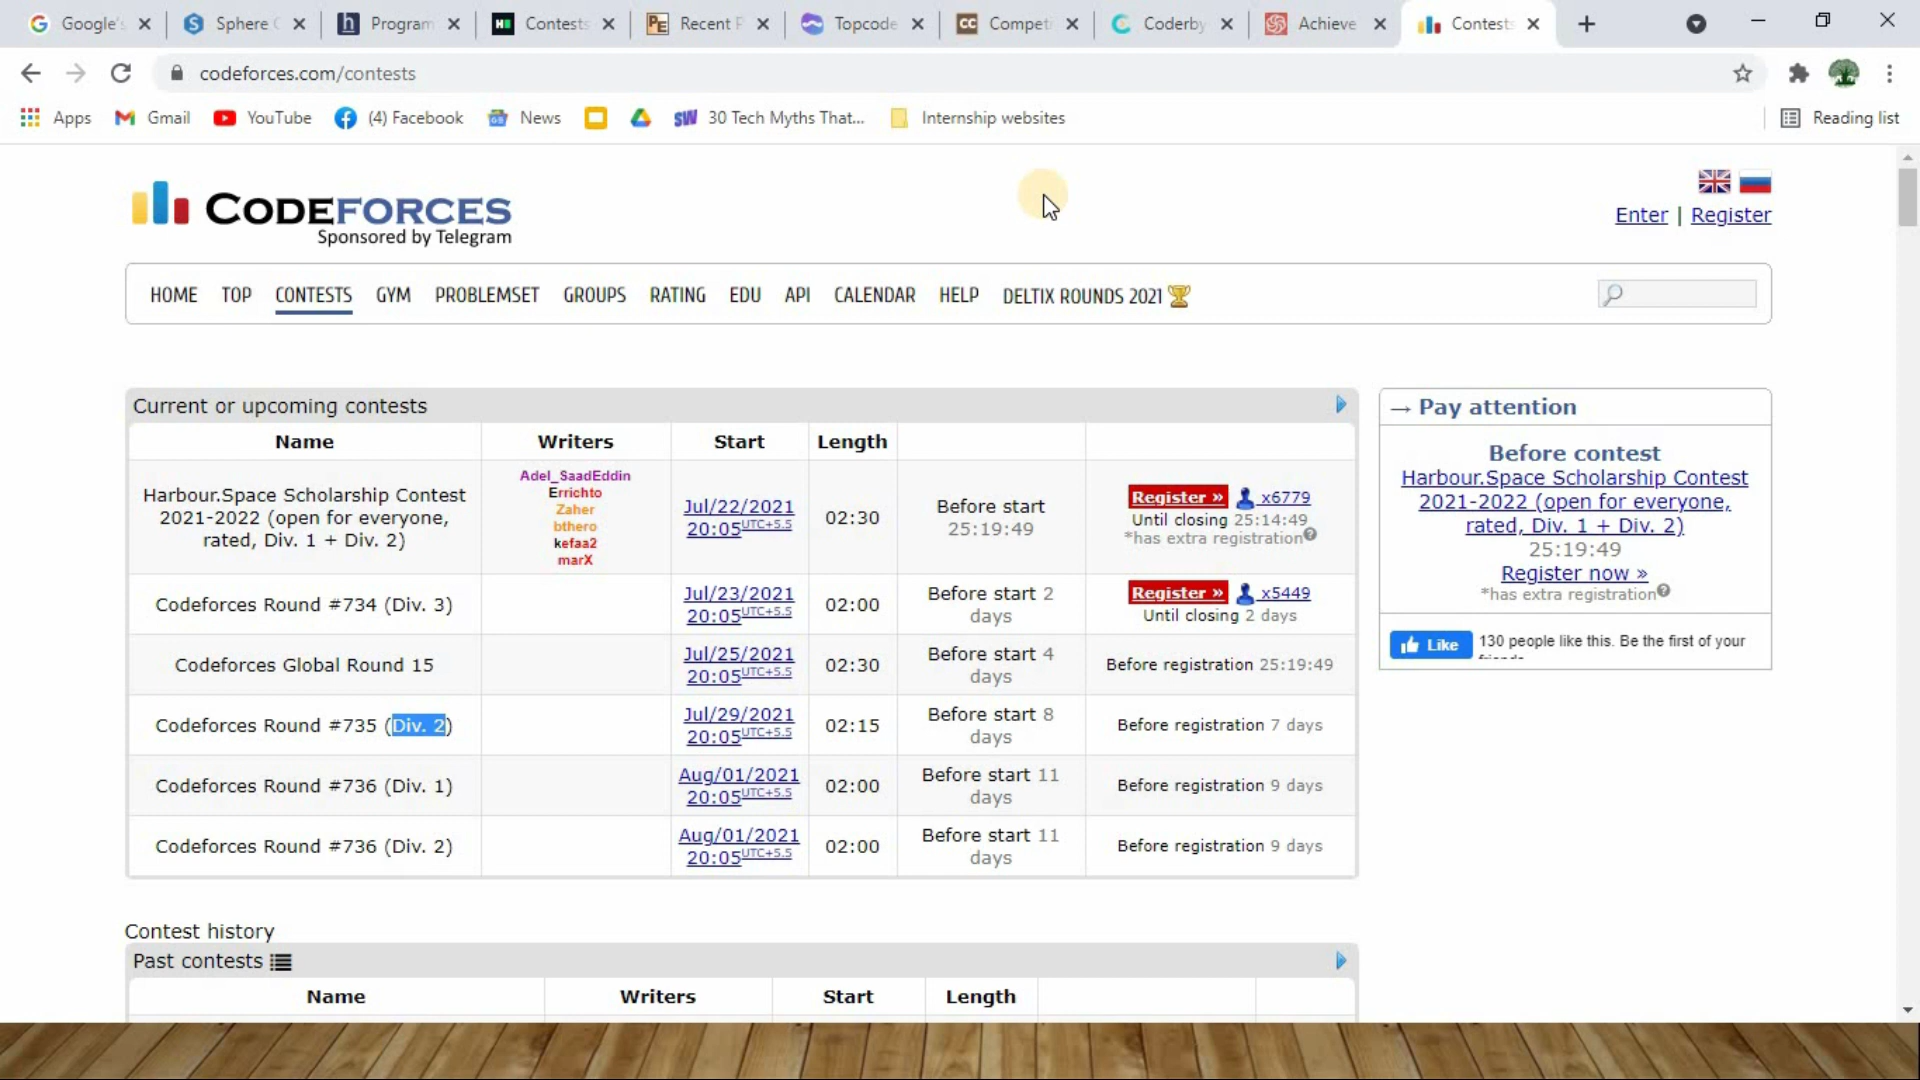 Google's
Sphere
Program
Contests
Recent P
Topcode
Compet
Coderby
Achieve
Contests
codeforces.com/contests
Apps
Gmail
YouTube
(4) Facebook
News
30 Tech Myths That...
Internship websites
Reading list
CODEFORCES
Sponsored by Telegram
Enter | Register
HOME TOP CONTESTS GYM PROBLEMSET GROUPS RATING EDU API CALENDAR HELP DELTIX ROUNDS 2021
Current or upcoming contests
Name Writers Start Length
Harbour.Space Scholarship Contest
2021-2022 (open for everyone,
rated, Div. 1 + Div. 2)
Adel_SaadEddin
Errichto
Zaher
bthero
kefaa2
marX
Jul/22/2021
20:05UTC+5.5
02:30
Before start
25:19:49
Register » x6779
Until closing 25:14:49
*has extra registration
Codeforces Round #734 (Div. 3)
Jul/23/2021
20:05UTC+5.5
02:00
Before start 2
days
Register » x5449
Until closing 2 days
Codeforces Global Round 15
Jul/25/2021
20:05UTC+5.5
02:30
Before start 4
days
Before registration 25:19:49
Codeforces Round #735 (Div. 2)
Jul/29/2021
20:05UTC+5.5
02:15
Before start 8
days
Before registration 7 days
Codeforces Round #736 (Div. 1)
Aug/01/2021
20:05UTC+5.5
02:00
Before start 11
days
Before registration 9 days
Codeforces Round #736 (Div. 2)
Aug/01/2021
20:05UTC+5.5
02:00
Before start 11
days
Before registration 9 days
→ Pay attention
Before contest
Harbour.Space Scholarship Contest
2021-2022 (open for everyone,
rated, Div. 1 + Div. 2)
25:19:49
Register now »
*has extra registration
Like
130 people like this. Be the first of your
Contest history
Past contests
Name Writers Start Length